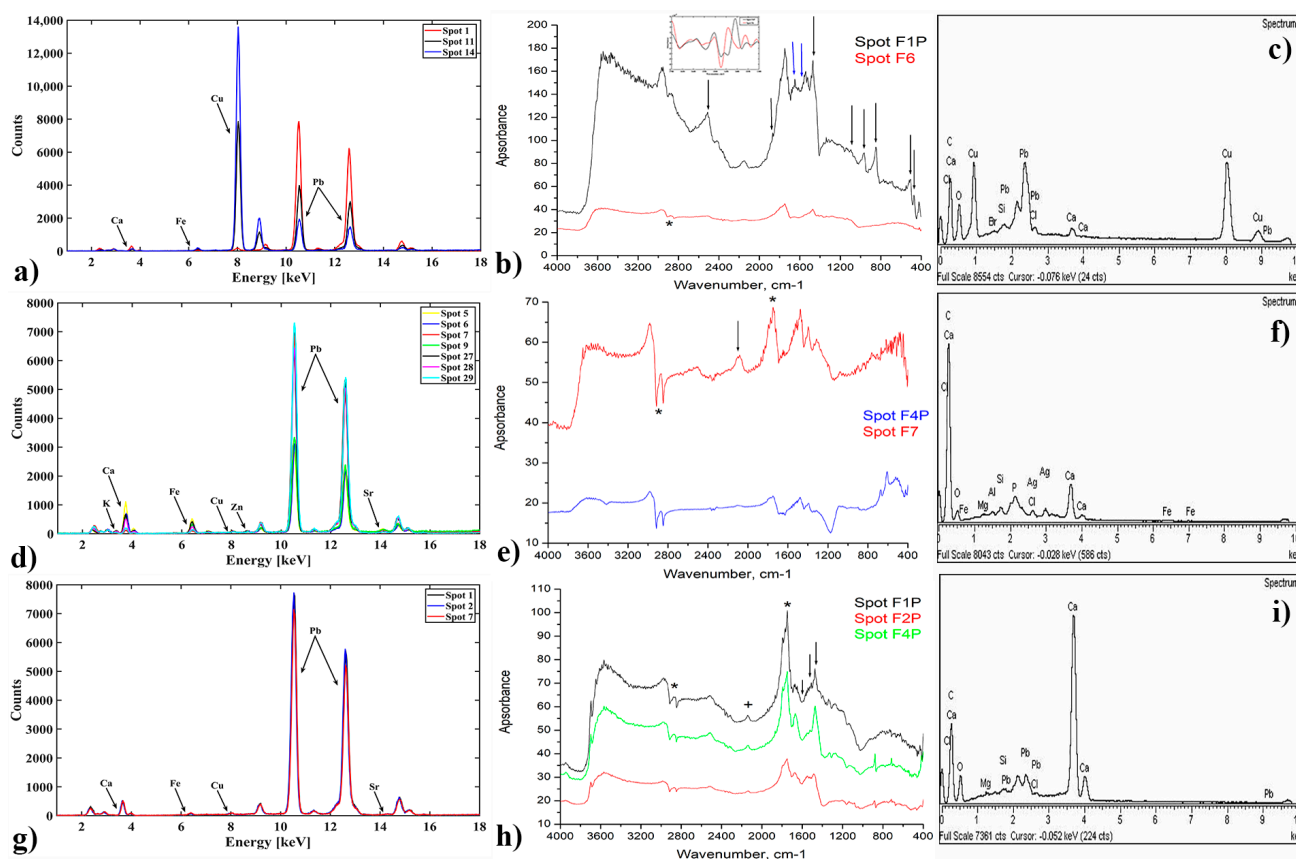 a)
14,000
12,000
10,000
8000
6000
4000
2000
0
Counts
2 4 6 8 10 12 14 16 18
Energy [keV]
Spot 1
Spot 11
Spot 14
Cu
Ca
Fe
Pb
b)
200
180
160
140
120
100
80
60
40
20
0
Apsorbance
4000 3600 2800 2000 1600 1200 800 400
Wavenumber, cm-1
Spot F1P
Spot F6
*
c)
Spectrum
C
Ca
Cl
O
Cu
Br
Si
Pb
Pb
Pb
Cl
Ca
Ca
Cu
Cu
Pb
0 1 2 3 4 5 6 7 8 9 10
Full Scale 8554 cts Cursor: -0.076 keV (24 cts)
ke
d)
8000
7000
6000
5000
4000
3000
2000
1000
0
Counts
2 4 6 8 10 12 14 16 18
Energy [keV]
Spot 5
Spot 6
Spot 7
Spot 9
Spot 27
Spot 28
Spot 29
Ca
K
Fe
Cu
Zn
Pb
Sr
e)
70
60
50
40
30
20
10
Apsorbance
4000 3600 2800 2000 1600 1200 800 400
Wavenumber, cm-1
Spot F4P
Spot F7
*
*
f)
Spectrum
C
Ca
Cl
O
Fe
Mg
Al
Si
P
Ag
Cl
Ag
Ca
Ca
Fe
Fe
0 1 2 3 4 5 6 7 8 9 10
Full Scale 8043 cts Cursor: -0.028 keV (586 cts)
ke
g)
8000
7000
6000
5000
4000
3000
2000
1000
0
Counts
2 4 6 8 10 12 14 16 18
Energy [keV]
Spot 1
Spot 2
Spot 7
Ca
Fe
Cu
Pb
Sr
h)
110
100
90
80
70
60
50
40
30
20
10
Apsorbance
4000 3600 3200 2800 2400 2000 1600 1200 800 400
Wavenumber, cm-1
Spot F1P
Spot F2P
Spot F4P
*
+
*
i)
Spectrum
C
Ca
Cl
O
Mg
Si
Pb
Pb
Pb
Cl
Ca
Ca
Pb
0 1 2 3 4 5 6 7 8 9 10
Full Scale 7361 cts Cursor: -0.052 keV (224 cts)
ke